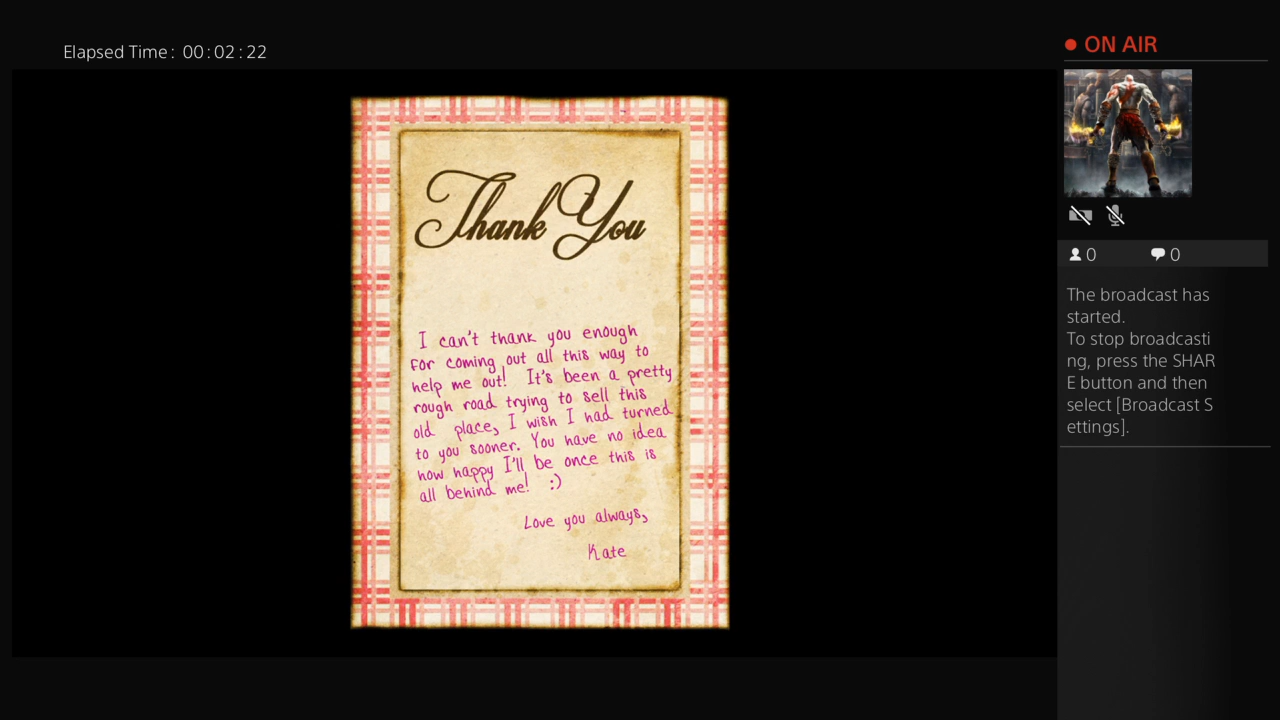 Elapsed Time: 00:02:22
ON AIR
0 0
The broadcast has
started.
To stop broadcasti
ng, press the SHAR
E button and then
select [Broadcast S
ettings].
Thank You
I can't thank you enough
for coming out all this way to
help me out! It's been a pretty
rough road trying to sell this
old place, I wish I had turned
to you sooner. You have no idea
how happy I'll be once this is
all behind me! :)
Love you always,
Kate